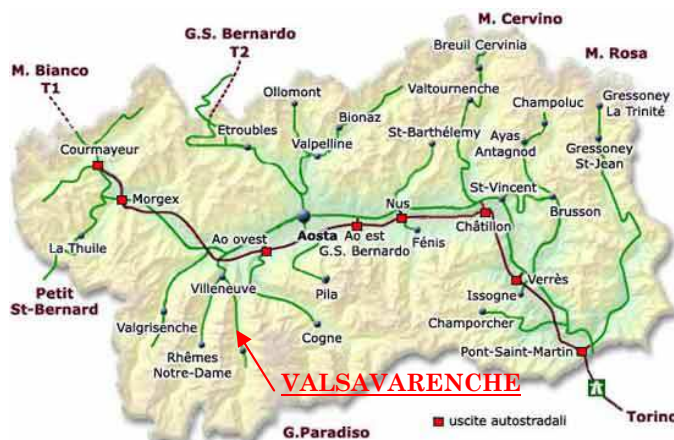 M. Cervino
G.S. Bernardo
T2
Breuil Cervinia
M. Rosa
M. Bianco
T1
Ollomont
Valtournenche
Gressoney
La Trinité
Champoluc
Bionaz
Etroubles
St-Barthélemy
Ayas
Antagnod
Courmayeur
Valpelline
Gressoney
St-Jean
Morgex
St-Vincent
Nus
Brusson
Ao ovest
Aosta
Ao est
G.S. Bernardo
Fénis
Châtillon
La Thuile
Petit
St-Bernard
Villeneuve
Pila
Issogne
Verrès
Valgrisenche
Champorcher
Cogne
Rhêmes
Notre-Dame
Pont-Saint-Martin
VALSAVARENCHE
uscite autostradali
Torino
G.Paradiso